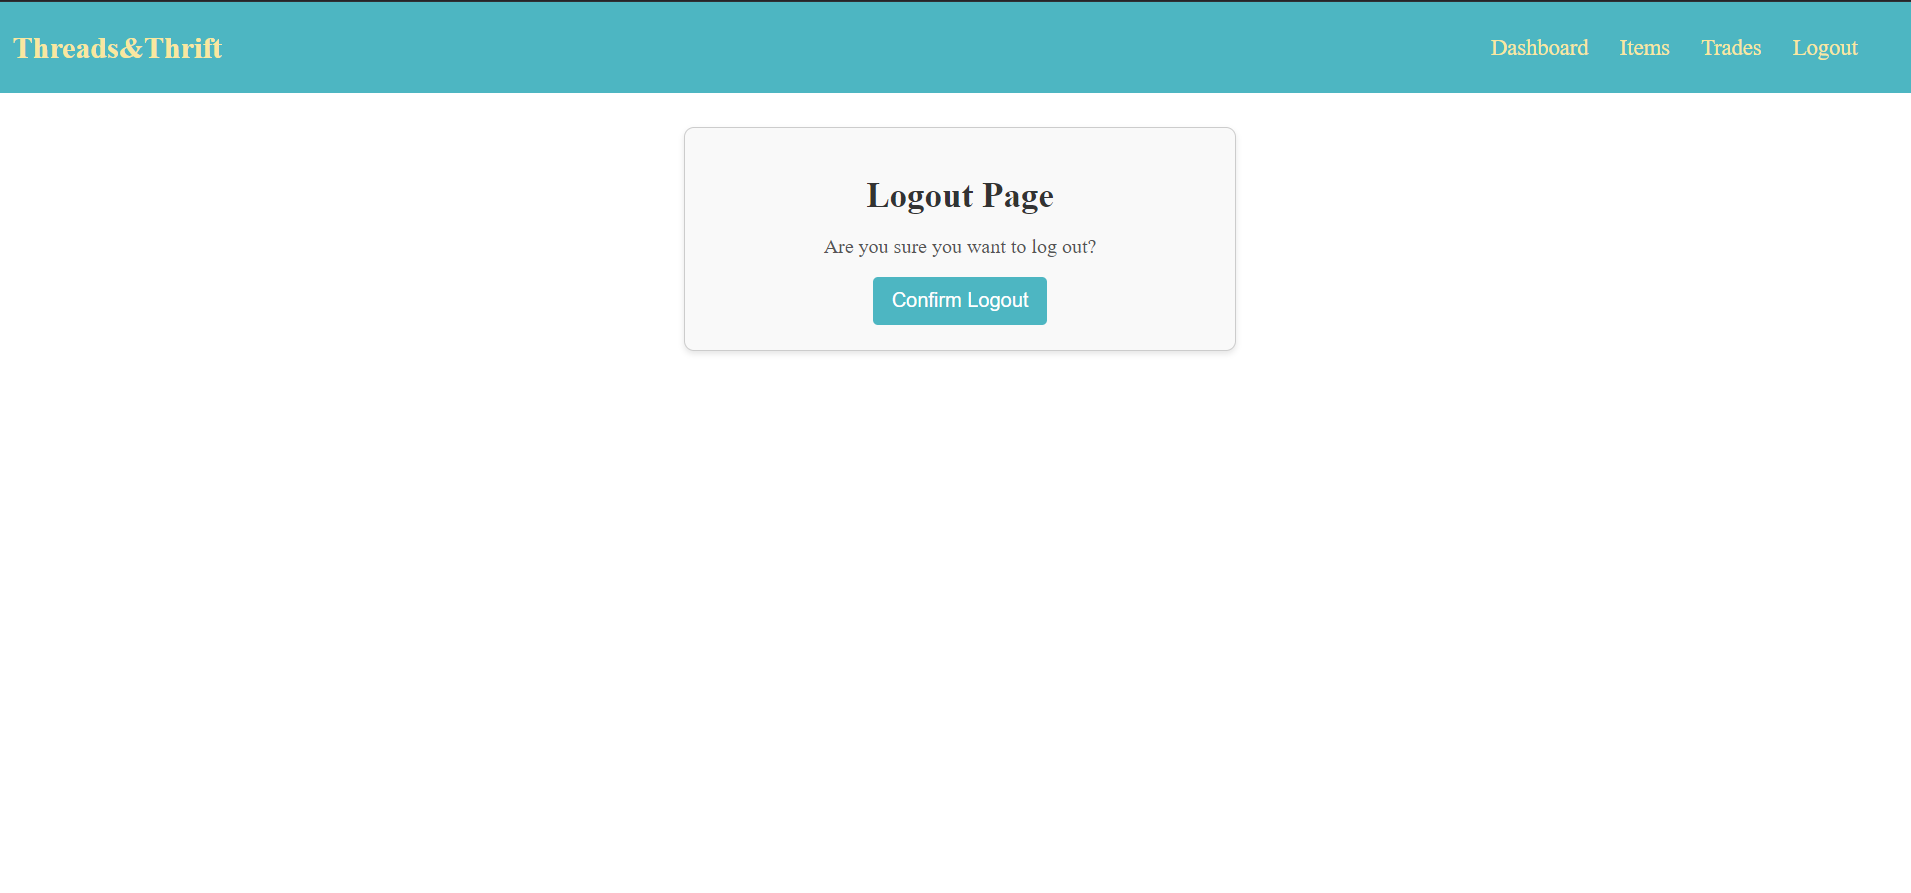 Threads&Thrift
Dashboard Items Trades Logout
Logout Page
Are you sure you want to log out?
Confirm Logout